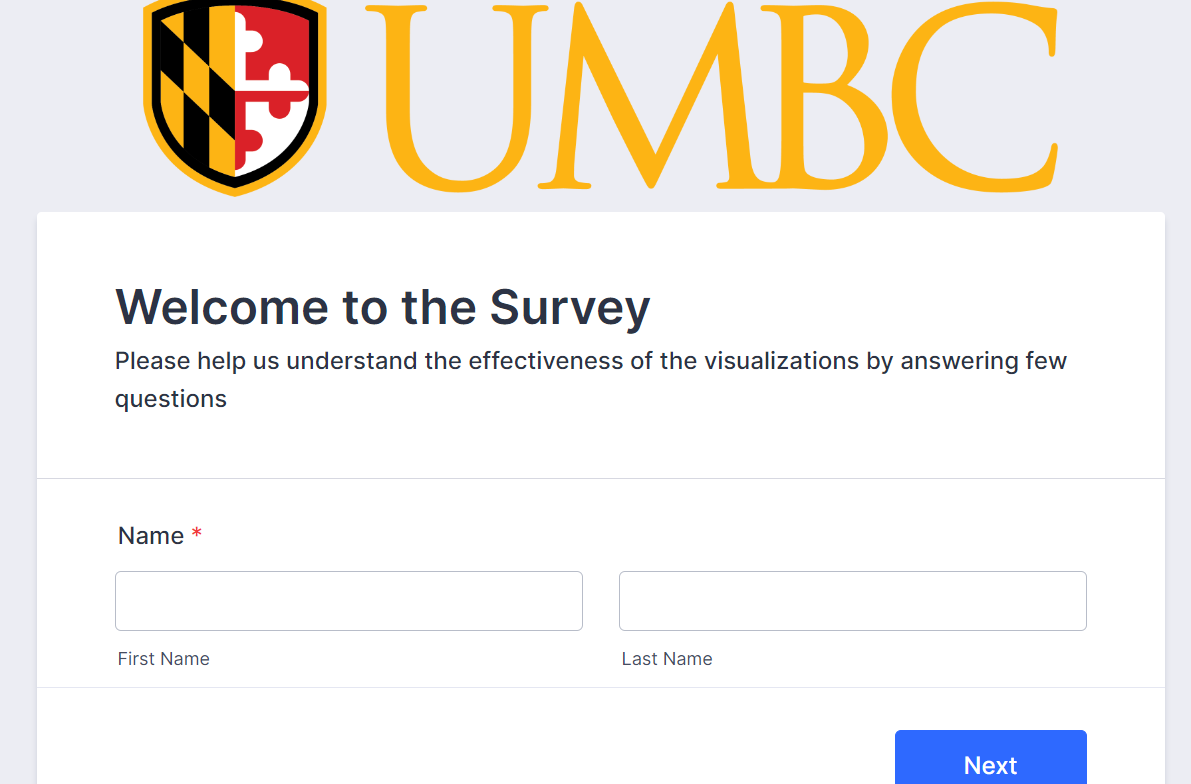 UMBC
Welcome to the Survey
Please help us understand the effectiveness of the visualizations by answering few
questions
Name *
First Name
Last Name
Next